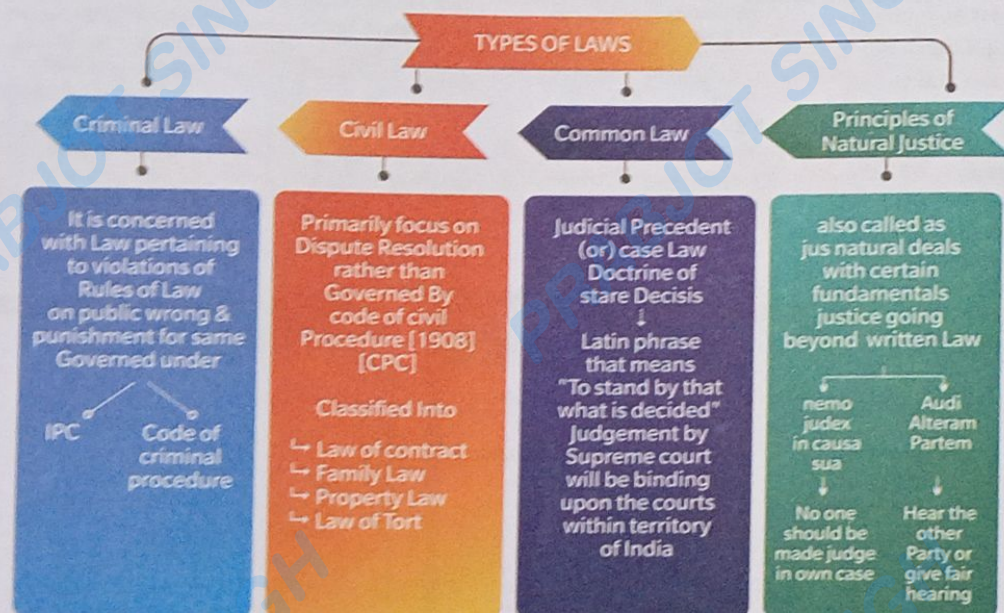 TYPES OF LAWS
Criminal Law
It is concerned
with Law pertaining
to violations of
Rules of Law
on public wrong &
punishment for same
Governed under
IPC
Code of
criminal
procedure
Civil Law
Primarily focus on
Dispute Resolution
rather than
Governed By
code of civil
Procedure [1908]
[CPC]
Classified Into
↳ Law of contract
↳ Family Law
↳ Property Law
↳ Law of Tort
Common Law
Judicial Precedent
(or) case Law
Doctrine of
stare Decisis
↓
Latin phrase
that means
"To stand by that
what is decided"
Judgement by
Supreme court
will be binding
upon the courts
within territory
of India
Principles of
Natural Justice
also called as
jus natural deals
with certain
fundamentals
justice going
beyond written Law
nemo
judex
in causa
sua
↓
No one
should be
made judge
in own case
Audi
Alteram
Partem
↓
Hear the
other
Party or
give fair
hearing